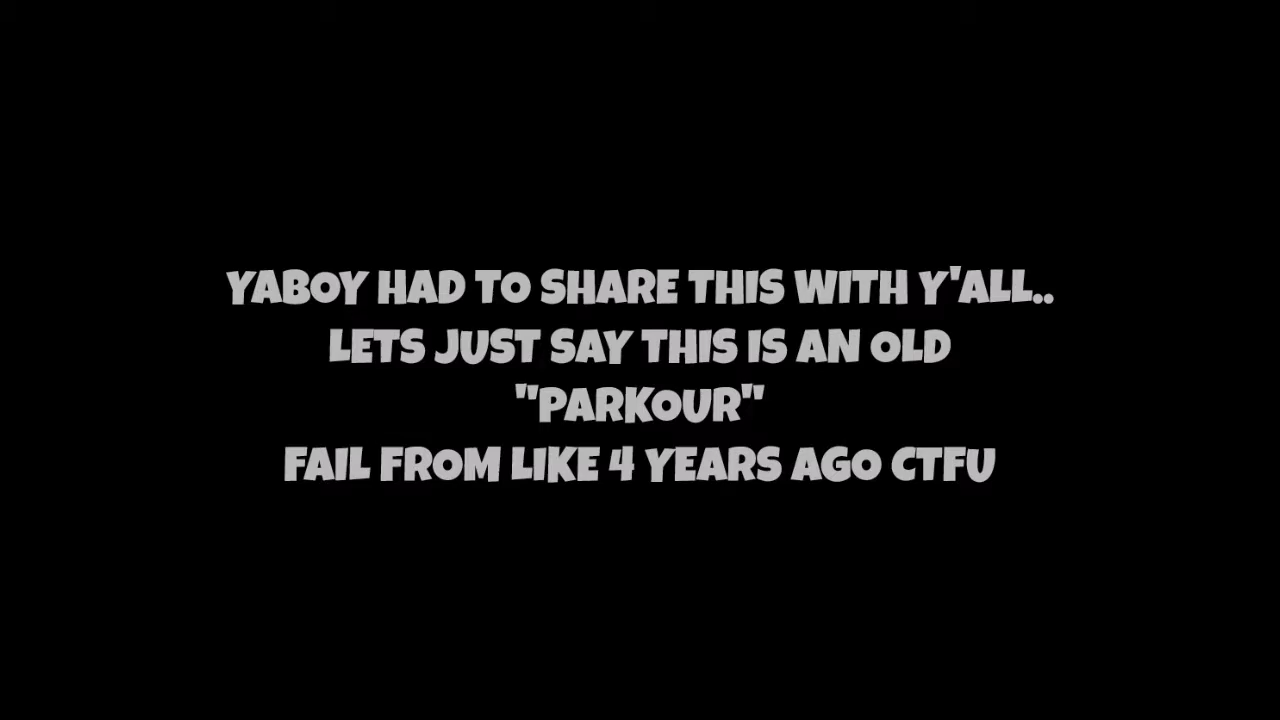 YABOY HAD TO SHARE THIS WITH Y'ALL..
LETS JUST SAY THIS IS AN OLD
"PARKOUR"
FAIL FROM LIKE 4 YEARS AGO CTFU